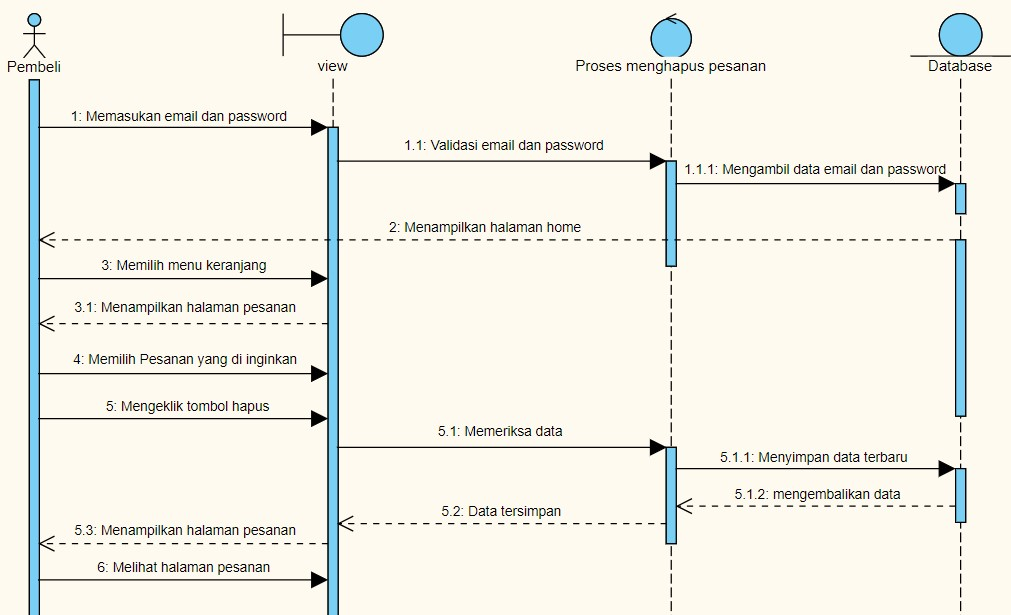 Pembeli
view
Proses menghapus pesanan
Database
1: Memasukan email dan password
1.1: Validasi email dan password
1.1.1: Mengambil data email dan password
2: Menampilkan halaman home
3: Memilih menu keranjang
3.1: Menampilkan halaman pesanan
4: Memilih Pesanan yang di inginkan
5: Mengeklik tombol hapus
5.1: Memeriksa data
5.1.1: Menyimpan data terbaru
5.1.2: mengembalikan data
5.2: Data tersimpan
5.3: Menampilkan halaman pesanan
6: Melihat halaman pesanan